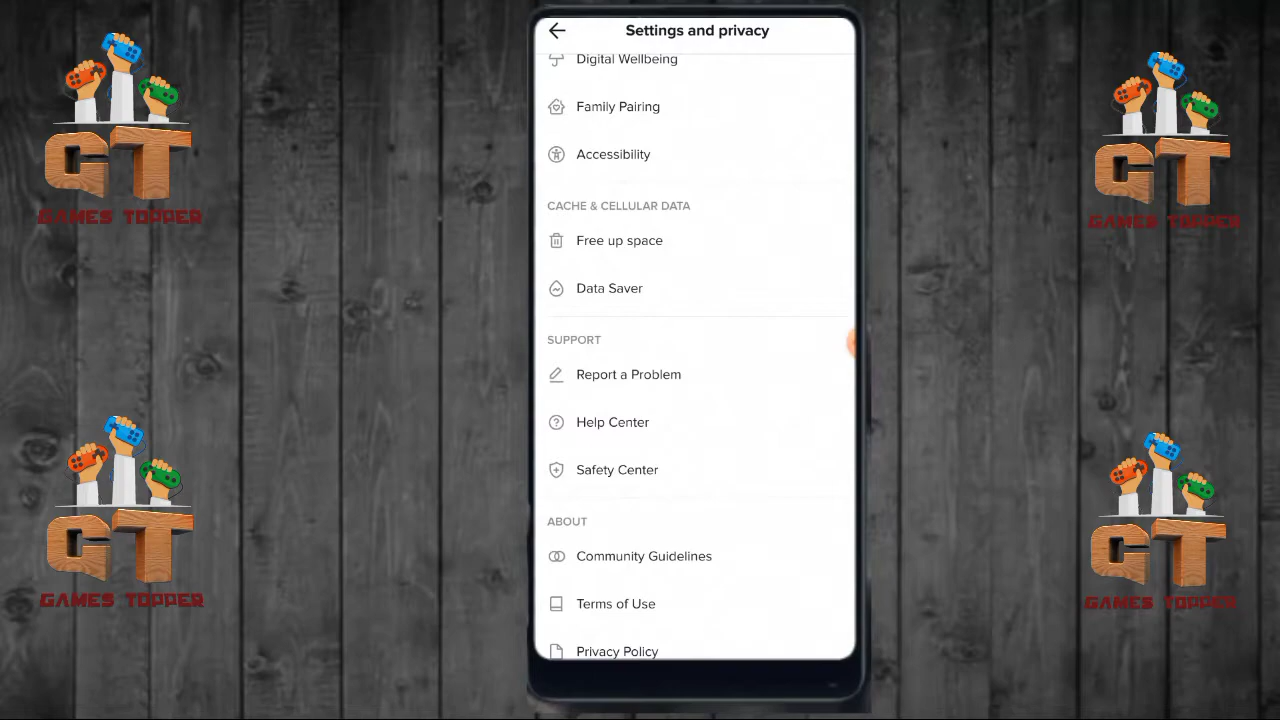 Settings and privacy
Digital Wellbeing
Family Pairing
Accessibility
CACHE & CELLULAR DATA
Free up space
Data Saver
SUPPORT
Report a Problem
Help Center
Safety Center
ABOUT
Community Guidelines
Terms of Use
Privacy Policy
GT
GAMES TOPPER
GT
GAMES TOPPER
GT
GAMES TOPPER
GT
GAMES TOPPER